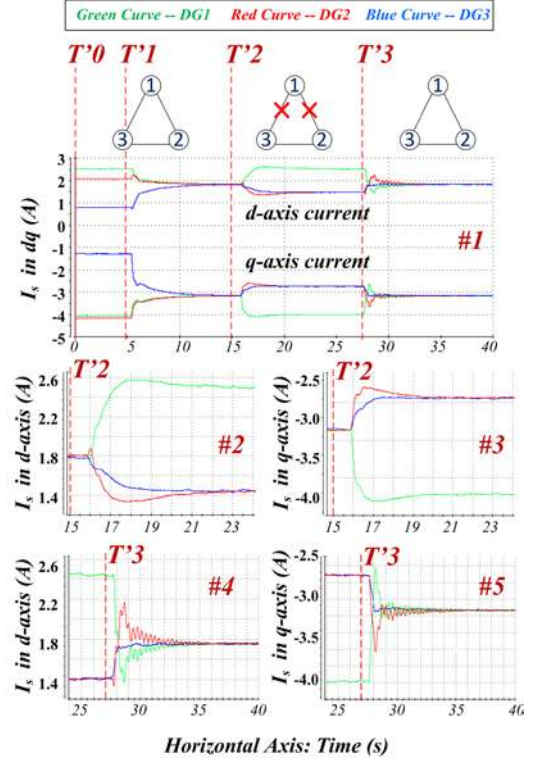 Green Curve -- DG1 Red Curve -- DG2 Blue Curve -- DG3
T'0 T'1 T'2 T'3
1 1 1
3 2 3 2 3 2
I_s in dq (A)
3
2
1
0
-1
-2
-3
-4
-5
d-axis current
q-axis current
#1
0 5 10 15 20 25 30 35 40
I_s in d-axis (A)
2.6
2.2
1.8
1.4
T'2
#2
15 17 19 21 23
I_s in q-axis (A)
-2.5
-3.0
-3.5
-4.0
T'2
#3
15 17 19 21 23
I_s in d-axis (A)
2.6
2.2
1.8
1.4
T'3
#4
25 30 35 40
I_s in q-axis (A)
-2.5
-3.0
-3.5
-4.0
T'3
#5
25 30 35 40
Horizontal Axis: Time (s)